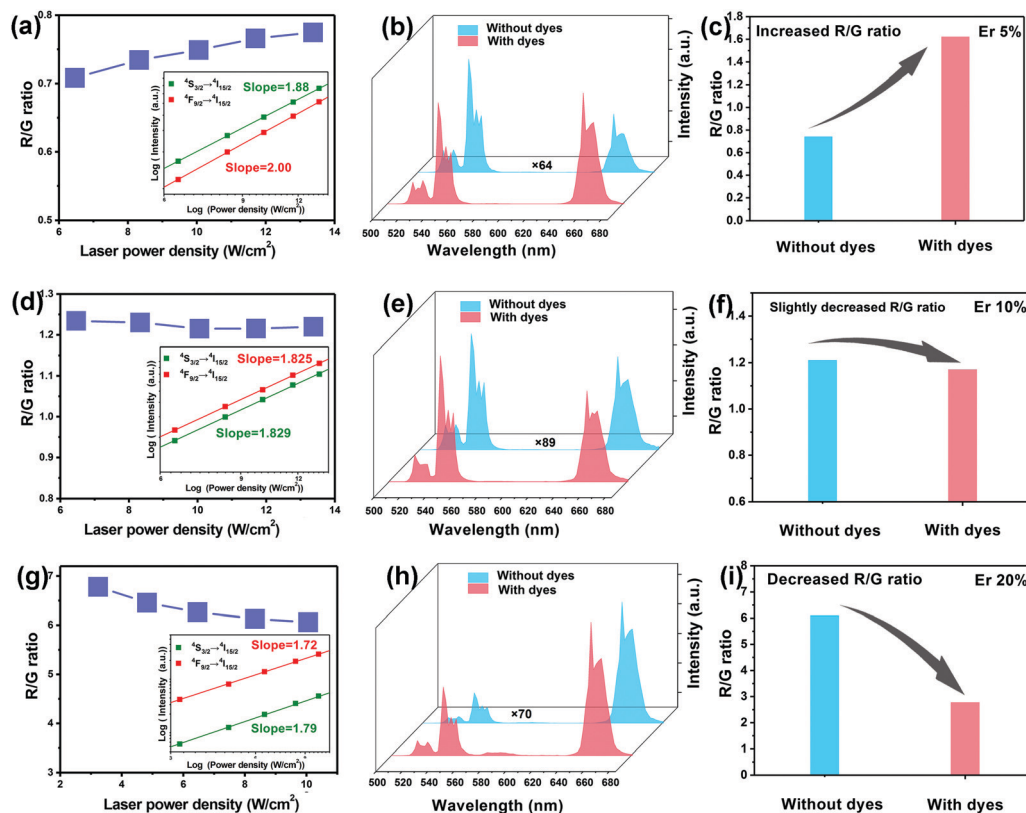 (a)
R/G ratio
0.8
0.7
0.6
0.5
4 6 8 10 12 14
Laser power density (W/cm²)
⁴S₃/₂→⁴I₁₅/₂
⁴F₉/₂→⁴I₁₅/₂
Slope=1.88
Slope=2.00
Log ( Intensity (a.u.))
6 9 12
Log (Power density (W/cm²)
(b)
Without dyes
With dyes
×64
Intensity (a.u.)
500 520 540 560 580 600 620 640 660 680
Wavelength (nm)
(c)
Increased R/G ratio
Er 5%
R/G ratio
1.8
1.6
1.4
1.2
1.0
0.8
0.6
0.4
0.2
0.0
Without dyes
With dyes
(d)
R/G ratio
1.3
1.2
1.1
1.0
0.9
0.8
6 8 10 12 14
Laser power density (W/cm²)
⁴S₃/₂→⁴I₁₅/₂
⁴F₉/₂→⁴I₁₅/₂
Slope=1.825
Slope=1.829
Log ( Intensity (a.u.))
6 9 12
Log (Power density (W/cm²)
(e)
Without dyes
With dyes
×89
Intensity (a.u.)
500 520 540 560 580 600 620 640 660 680
Wavelength (nm)
(f)
Slightly decreased R/G ratio
Er 10%
R/G ratio
1.4
1.2
1.0
0.8
0.6
Without dyes
With dyes
(g)
R/G ratio
7
6
5
4
3
2 4 6 8 10
Laser power density (W/cm²)
⁴S₃/₂→⁴I₁₅/₂
⁴F₉/₂→⁴I₁₅/₂
Slope=1.72
Slope=1.79
Log ( Intensity (a.u.))
3
Log (Power density (W/cm²)
(h)
Without dyes
With dyes
×70
Intensity (a.u.)
500 520 540 560 580 600 620 640 660 680
Wavelength (nm)
(i)
Decreased R/G ratio
Er 20%
R/G ratio
8
7
6
5
4
3
2
1
0
Without dyes
With dyes